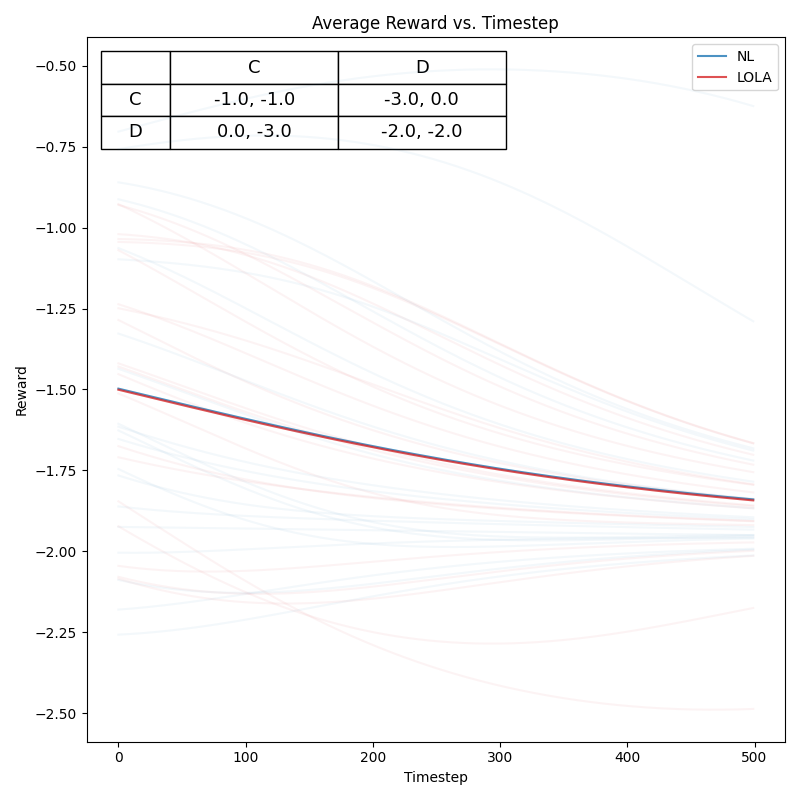 Average Reward vs. Timestep
C D
C -1.0, -1.0 -3.0, 0.0
D 0.0, -3.0 -2.0, -2.0
NL
LOLA
Reward
−0.50
−0.75
−1.00
−1.25
−1.50
−1.75
−2.00
−2.25
−2.50
0 100 200 300 400 500
Timestep